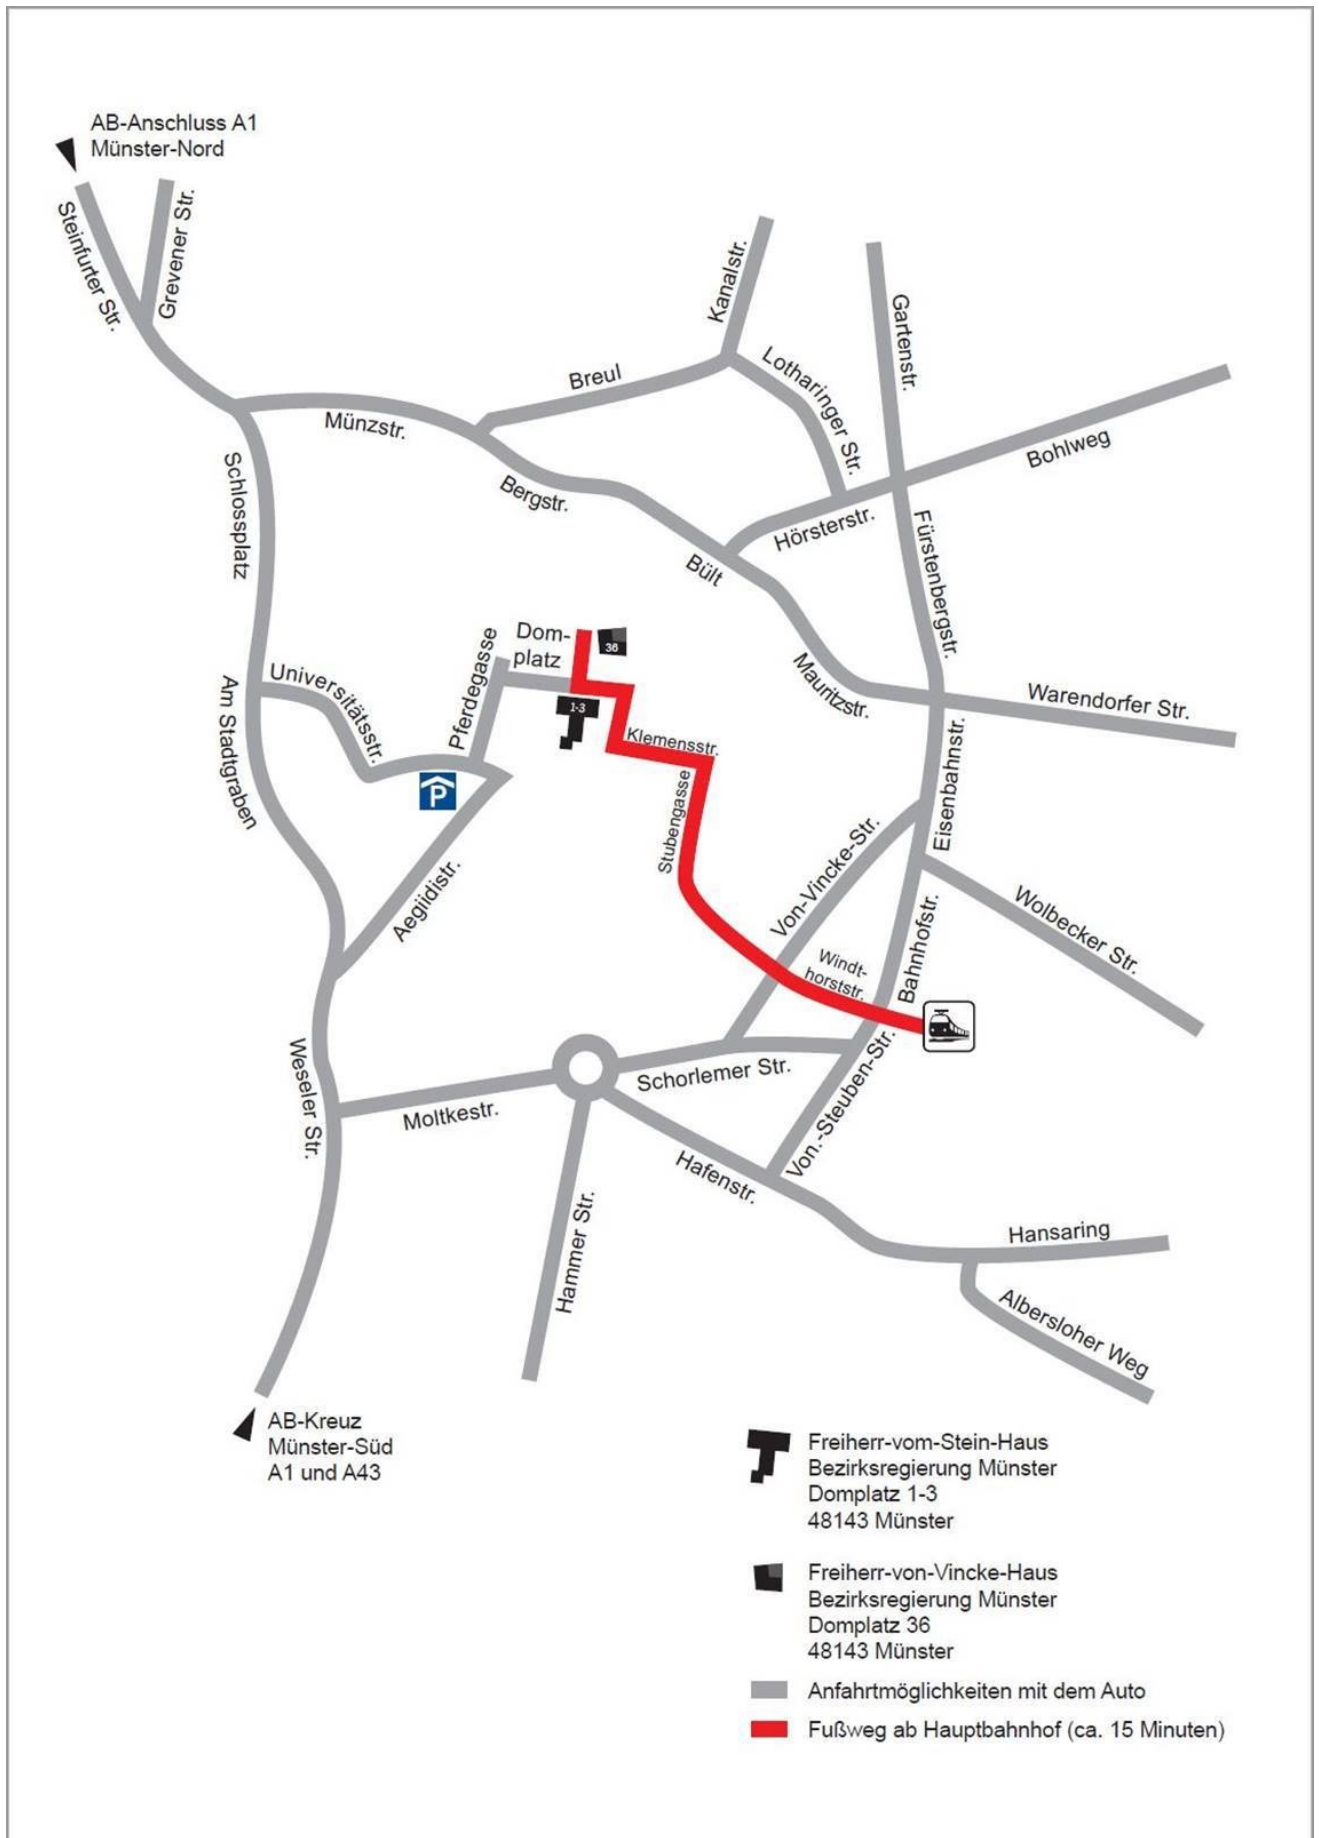 AB-Anschluss A1
Münster-Nord
Steinfurter Str.
Grevener Str.
Kanalstr.
Gartenstr.
Lotharinger Str.
Breul
Münzstr.
Bohlweg
Schlossplatz
Bergstr.
Hörsterstr.
Fürstenbergstr.
Bült
Dom-
platz
36
Pferdegasse
Universitätsstr.
Am Stadtgraben
Mauritzstr.
Warendorfer Str.
1-3
Klemensstr.
Eisenbahnstr.
P
Stubengasse
Von-Vincke-Str.
Aegiidistr.
Wolbecker Str.
Bahnhofstr.
Windt-
horststr.
Weseler Str.
Schorlemer Str.
Moltkestr.
Von.-Steuben-Str.
Hafenstr.
Hammer Str.
Hansaring
Albersloher Weg
AB-Kreuz
Münster-Süd
A1 und A43
Freiherr-vom-Stein-Haus
Bezirksregierung Münster
Domplatz 1-3
48143 Münster
Freiherr-von-Vincke-Haus
Bezirksregierung Münster
Domplatz 36
48143 Münster
Anfahrtmöglichkeiten mit dem Auto
Fußweg ab Hauptbahnhof (ca. 15 Minuten)